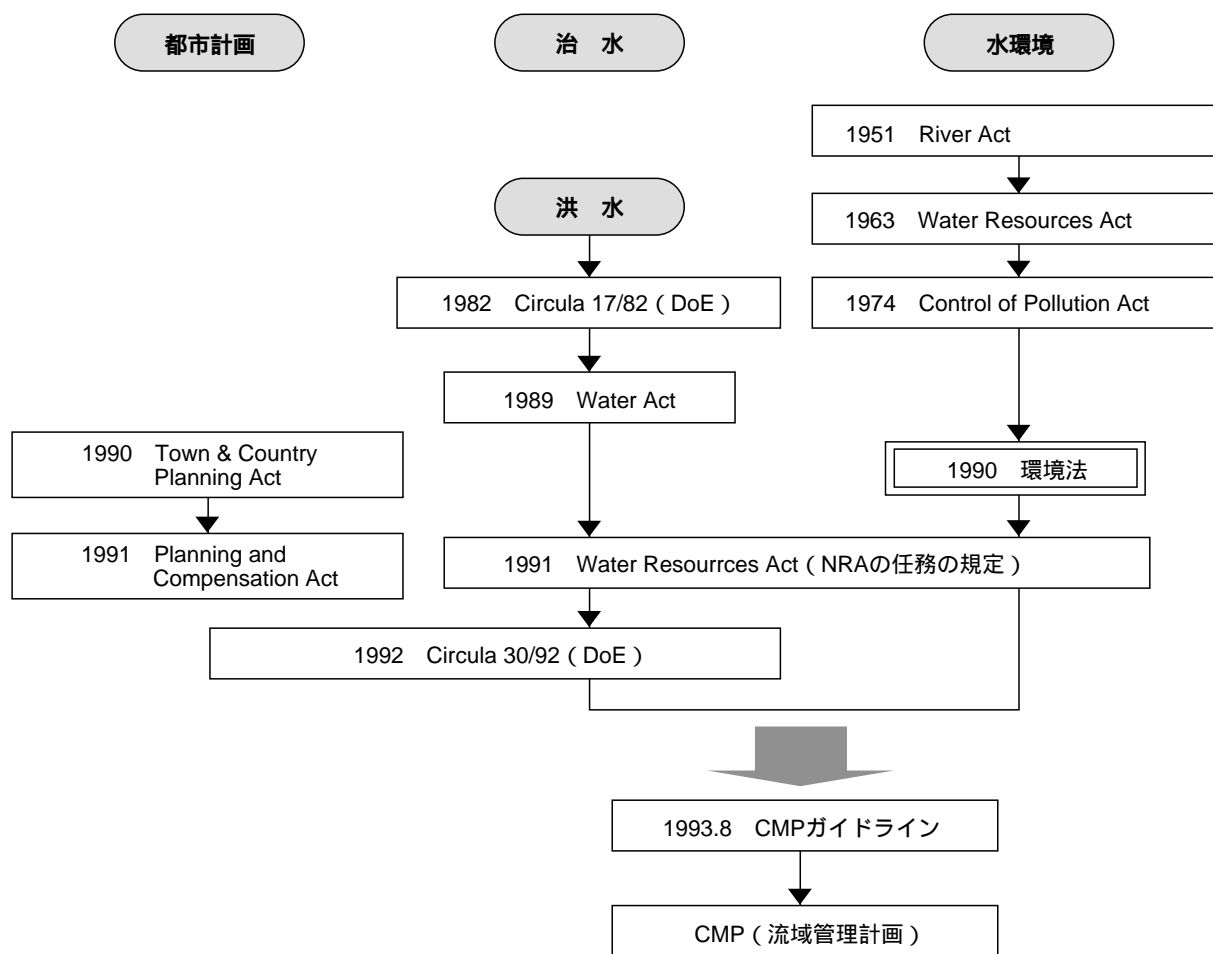 都市計画
治　水
水環境
1951　River Act
洪　水
1963　Water Resources Act
1982　Circula 17/82（DoE）
1974　Control of Pollution Act
1989　Water Act
1990　Town & Country
Planning Act
1990　環境法
1991　Planning and
Compensation Act
1991　Water Resourrces Act（NRAの任務の規定）
1992　Circula 30/92（DoE）
1993.8　CMPガイドライン
CMP（流域管理計画）